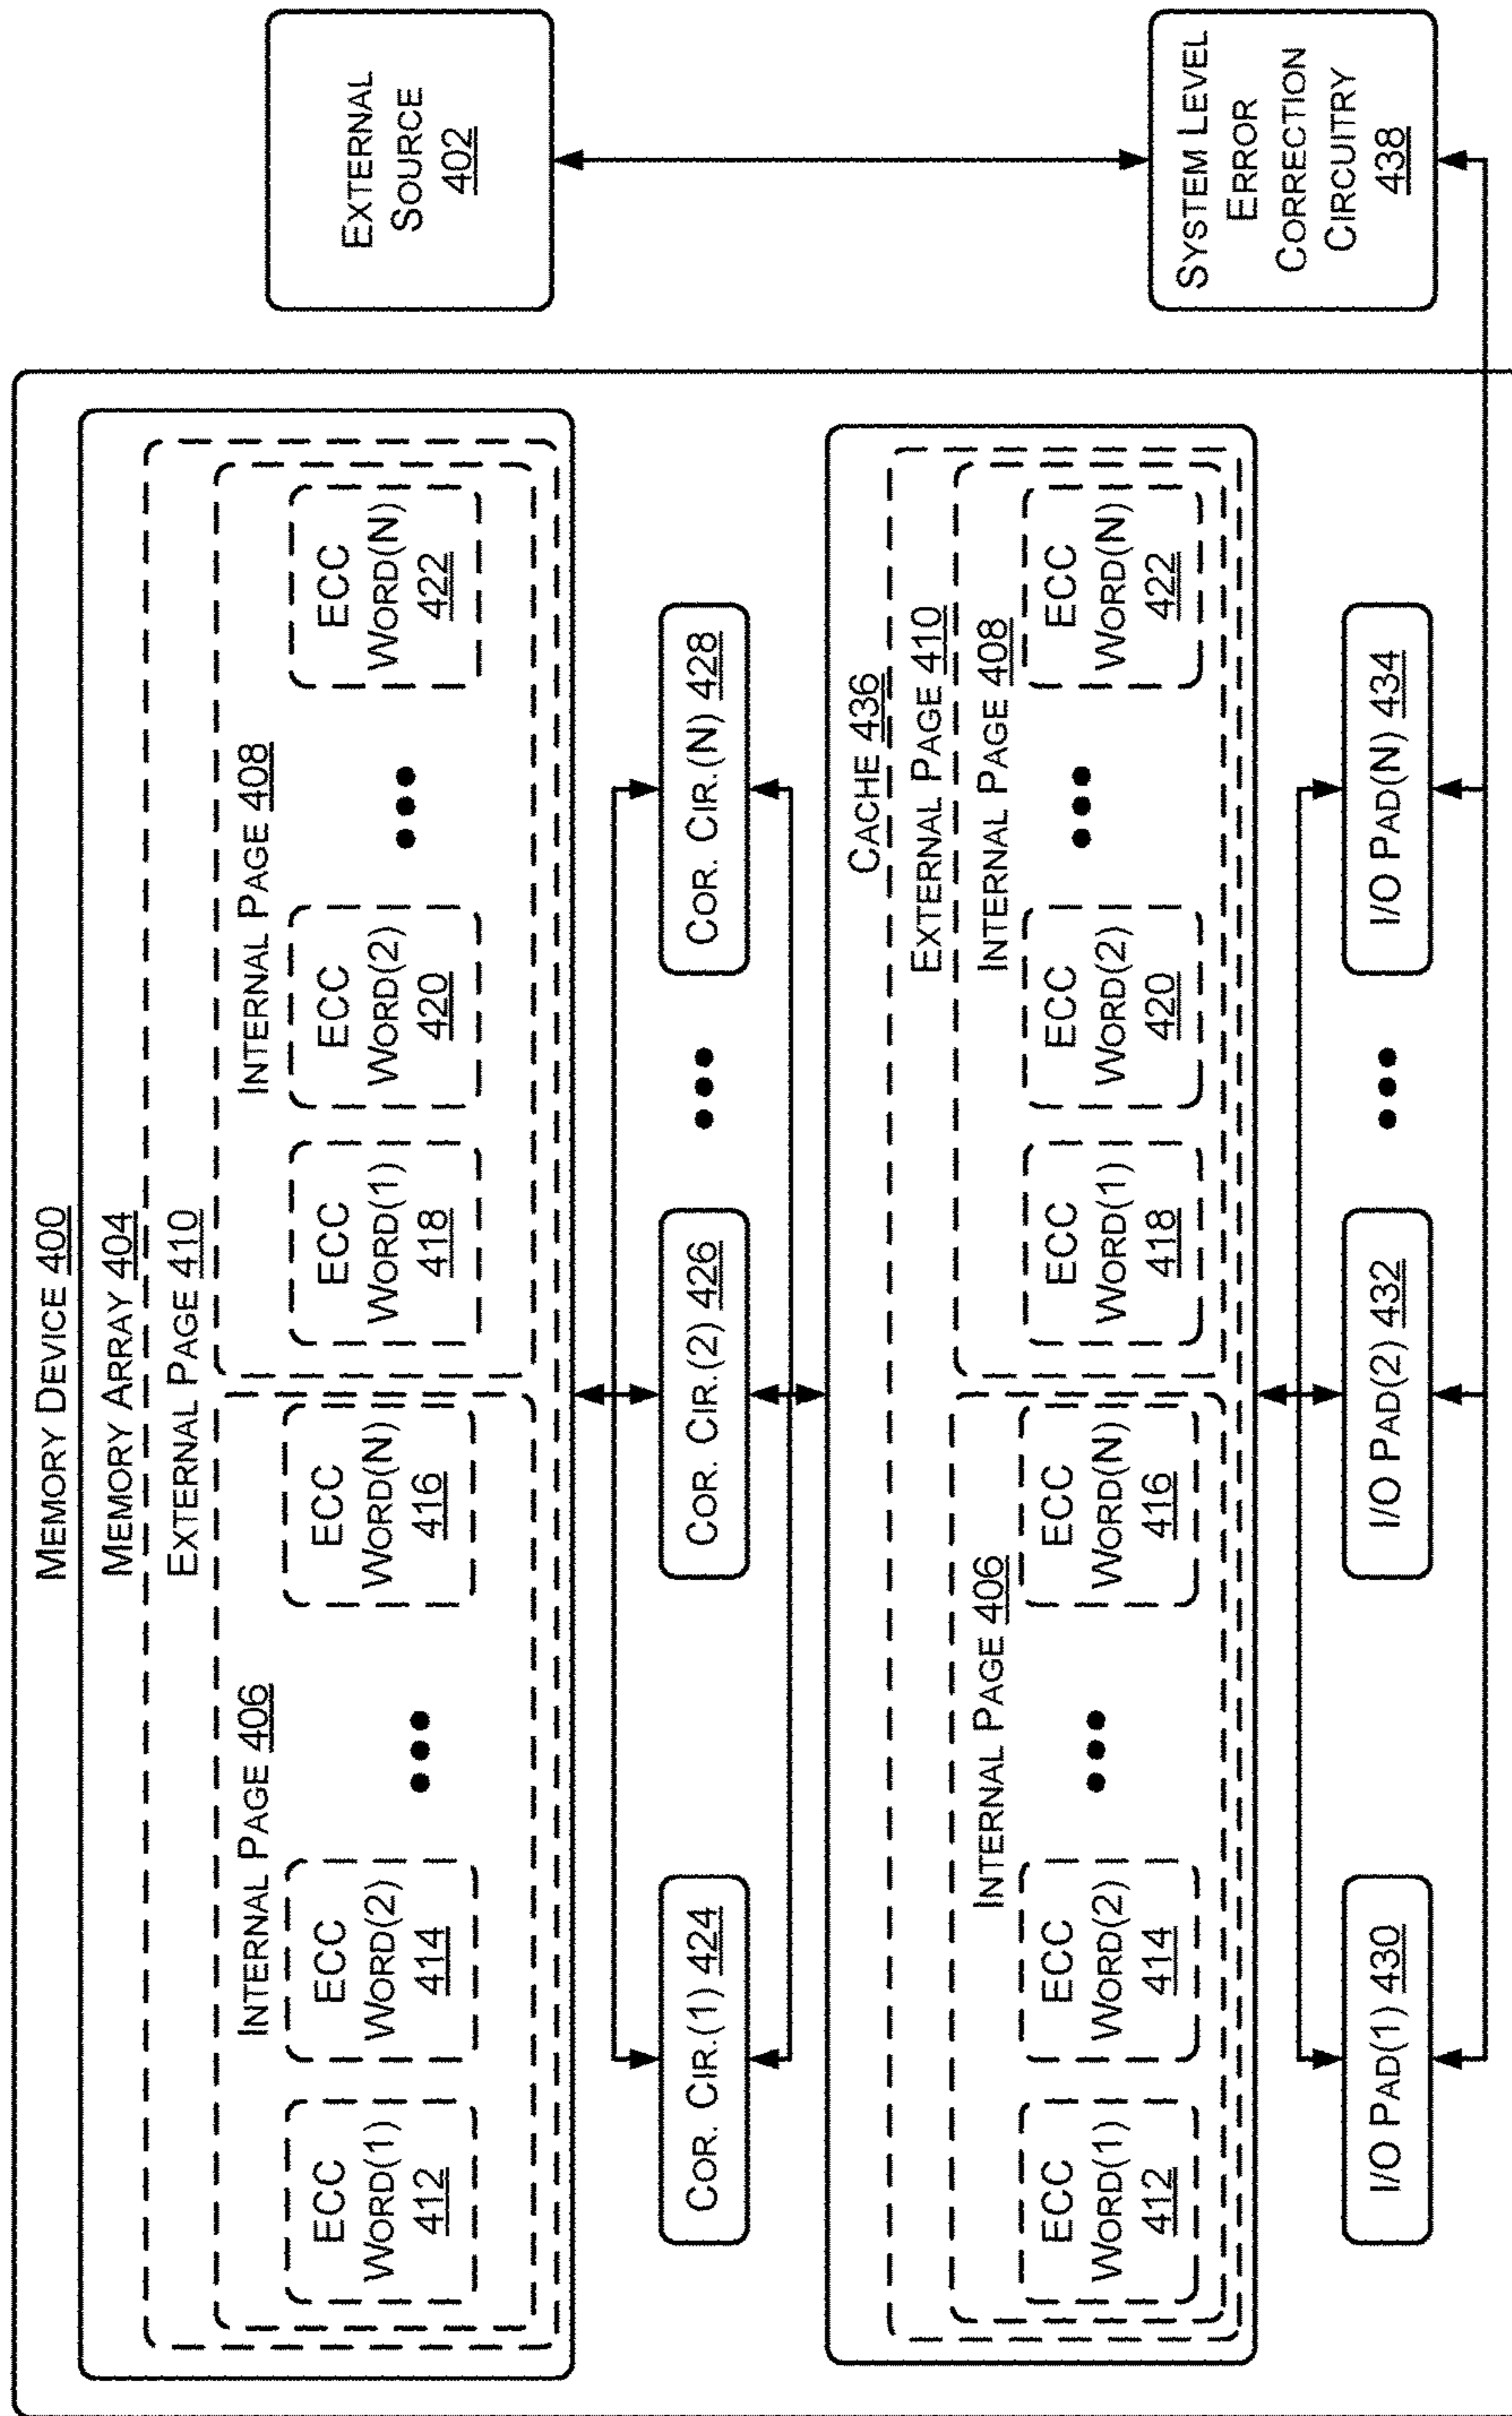 MEMORY DEVICE 400
MEMORY ARRAY 404
EXTERNAL PAGE 410
INTERNAL PAGE 406
ECC
WORD(1)
412
ECC
WORD(2)
414
•••
ECC
WORD(N)
416
INTERNAL PAGE 408
ECC
WORD(1)
418
ECC
WORD(2)
420
•••
ECC
WORD(N)
422
COR. CIR.(1) 424
COR. CIR.(2) 426
•••
COR. CIR.(N) 428
CACHE 436
EXTERNAL PAGE 410
INTERNAL PAGE 406
ECC
WORD(1)
412
ECC
WORD(2)
414
•••
ECC
WORD(N)
416
INTERNAL PAGE 408
ECC
WORD(1)
418
ECC
WORD(2)
420
•••
ECC
WORD(N)
422
I/O PAD(1) 430
I/O PAD(2) 432
•••
I/O PAD(N) 434
EXTERNAL
SOURCE
402
SYSTEM LEVEL
ERROR
CORRECTION
CIRCUITRY
438